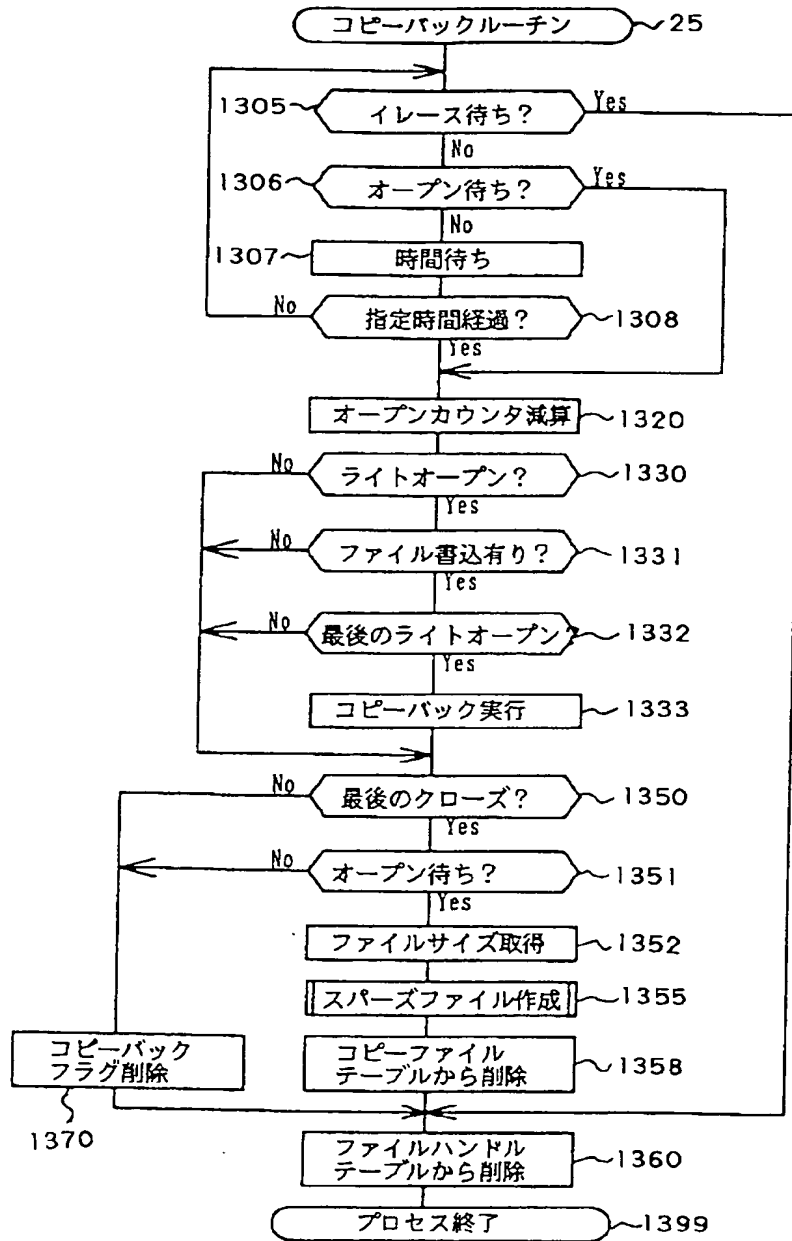 コピーバックルーチン 25
1305 イレース待ち? Yes
No
1306 オープン待ち? Yes
No
1307 時間待ち
No 指定時間経過? 1308
Yes
オープンカウンタ減算 1320
No ライトオープン? 1330
Yes
No ファイル書込有り? 1331
Yes
No 最後のライトオープン? 1332
Yes
コピーバック実行 1333
No 最後のクローズ? 1350
Yes
No オープン待ち? 1351
Yes
ファイルサイズ取得 1352
スパーズファイル作成 1355
コピーバック
フラグ削除
1370
コピーファイル
テーブルから削除
1358
ファイルハンドル
テーブルから削除
1360
プロセス終了 1399